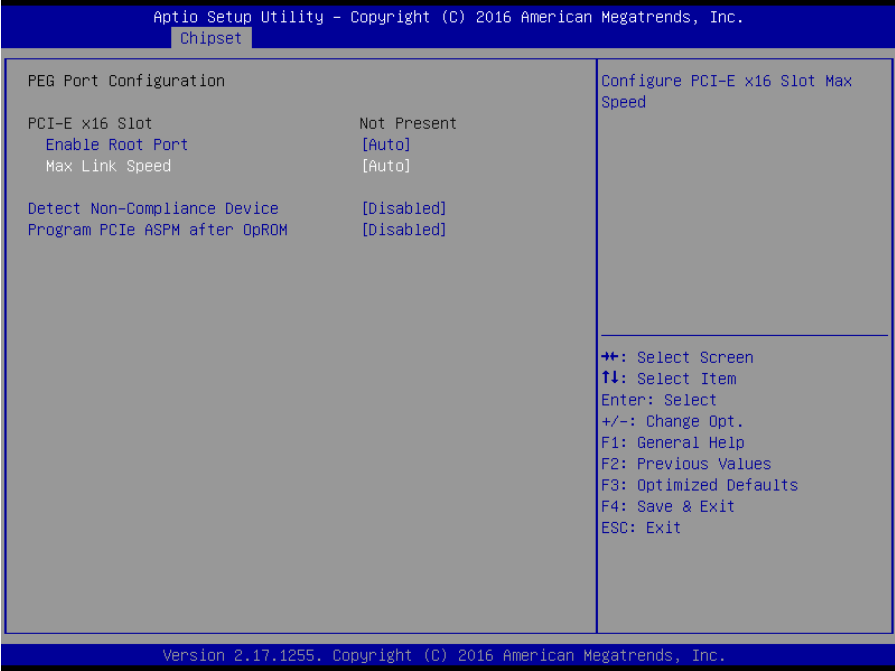 Aptio Setup Utility – Copyright (C) 2016 American Megatrends, Inc.
Chipset
PEG Port Configuration
PCI–E x16 Slot Not Present
Enable Root Port [Auto]
Max Link Speed [Auto]
Detect Non–Compliance Device [Disabled]
Program PCIe ASPM after OpROM [Disabled]
Configure PCI–E x16 Slot Max
Speed
→←: Select Screen
↑↓: Select Item
Enter: Select
+/–: Change Opt.
F1: General Help
F2: Previous Values
F3: Optimized Defaults
F4: Save & Exit
ESC: Exit
Version 2.17.1255. Copyright (C) 2016 American Megatrends, Inc.